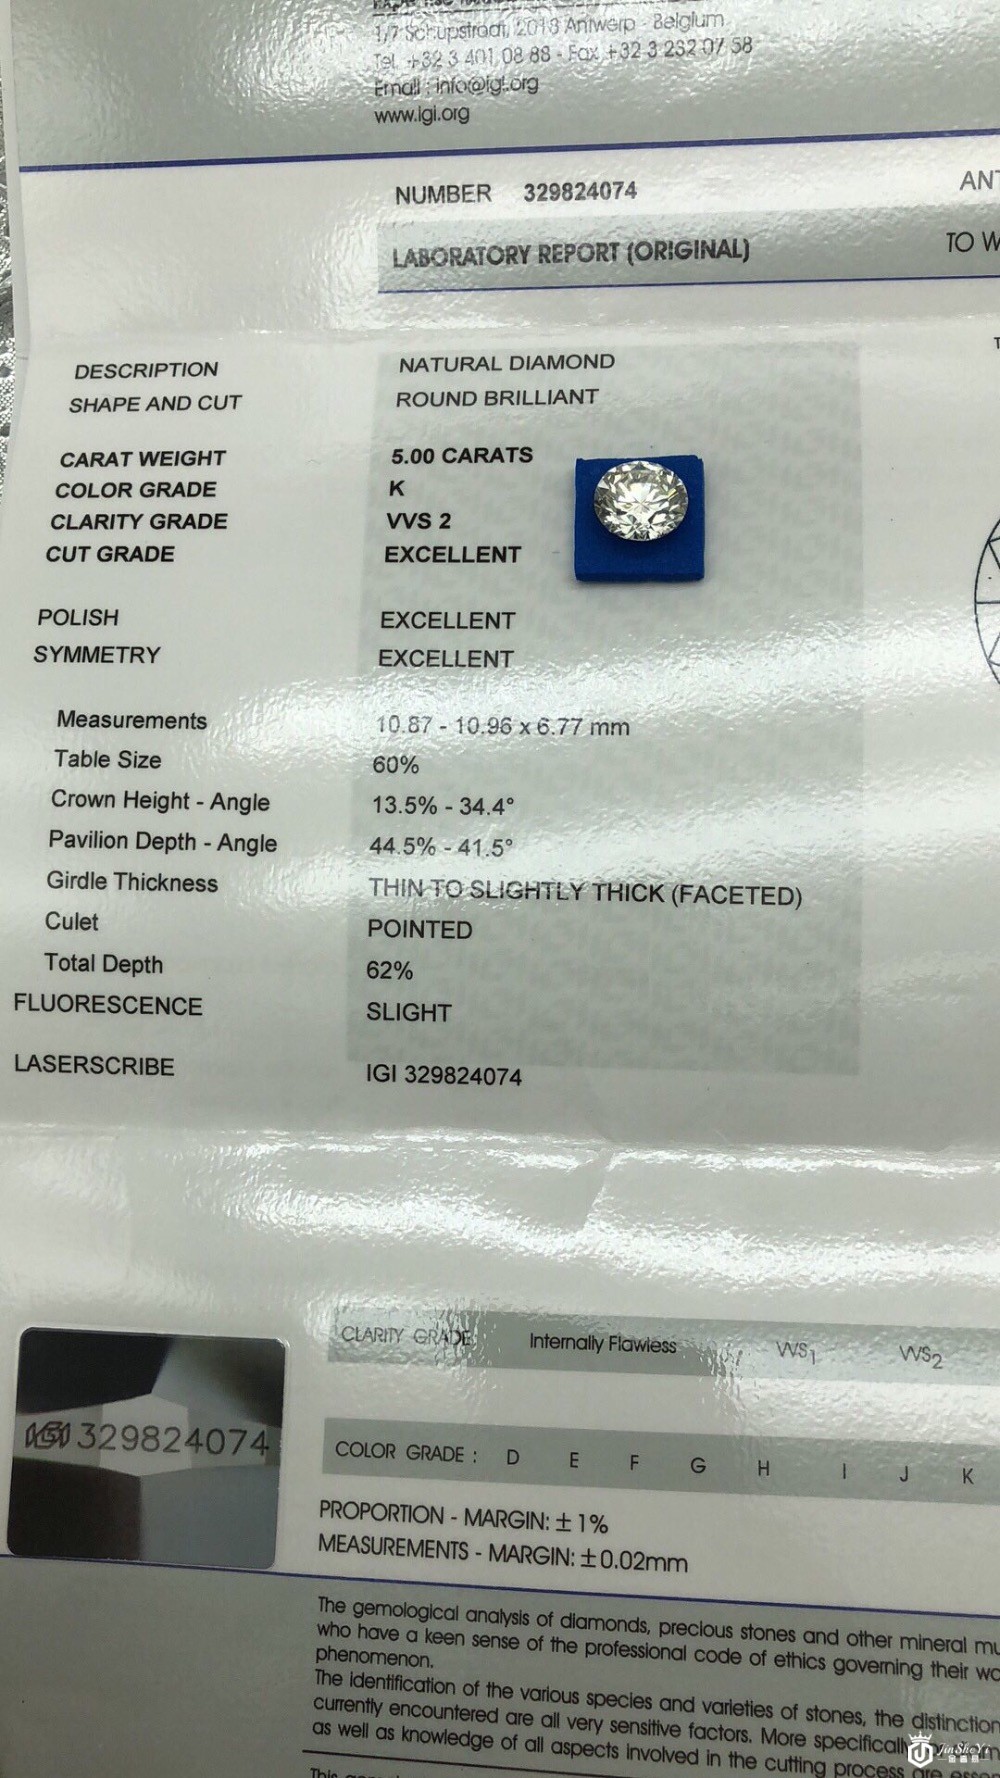 1/7 Schupstraat, 2018 Antwerp - Belgium
Tel. +32 3 401 08 88 - Fax +32 3 232 07 58
Email : info@igi.org
www.igi.org
NUMBER 329824074
ANT
LABORATORY REPORT (ORIGINAL)
TO W
DESCRIPTION NATURAL DIAMOND
SHAPE AND CUT ROUND BRILLIANT
CARAT WEIGHT 5.00 CARATS
COLOR GRADE K
CLARITY GRADE VVS 2
CUT GRADE EXCELLENT
POLISH EXCELLENT
SYMMETRY EXCELLENT
Measurements 10.87 - 10.96 x 6.77 mm
Table Size 60%
Crown Height - Angle 13.5% - 34.4°
Pavilion Depth - Angle 44.5% - 41.5°
Girdle Thickness THIN TO SLIGHTLY THICK (FACETED)
Culet POINTED
Total Depth 62%
FLUORESCENCE SLIGHT
LASERSCRIBE IGI 329824074
CLARITY GRADE Internally Flawless VVS1 VVS2
IGI 329824074
COLOR GRADE : D E F G H I J K
PROPORTION - MARGIN: ± 1%
MEASUREMENTS - MARGIN: ±0.02mm
The gemological analysis of diamonds, precious stones and other mineral mu
who have a keen sense of the professional code of ethics governing their wo
phenomenon.
The identification of the various species and varieties of stones, the distinction
currently encountered are all very sensitive factors. More specifically
as well as knowledge of all aspects involved in the cutting process are essen
JinSheYi
This